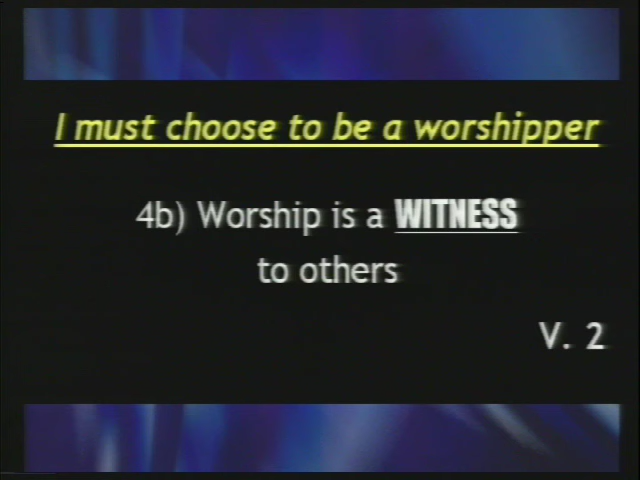 I must choose to be a worshipper
4b) Worship is a WITNESS
to others
V. 2